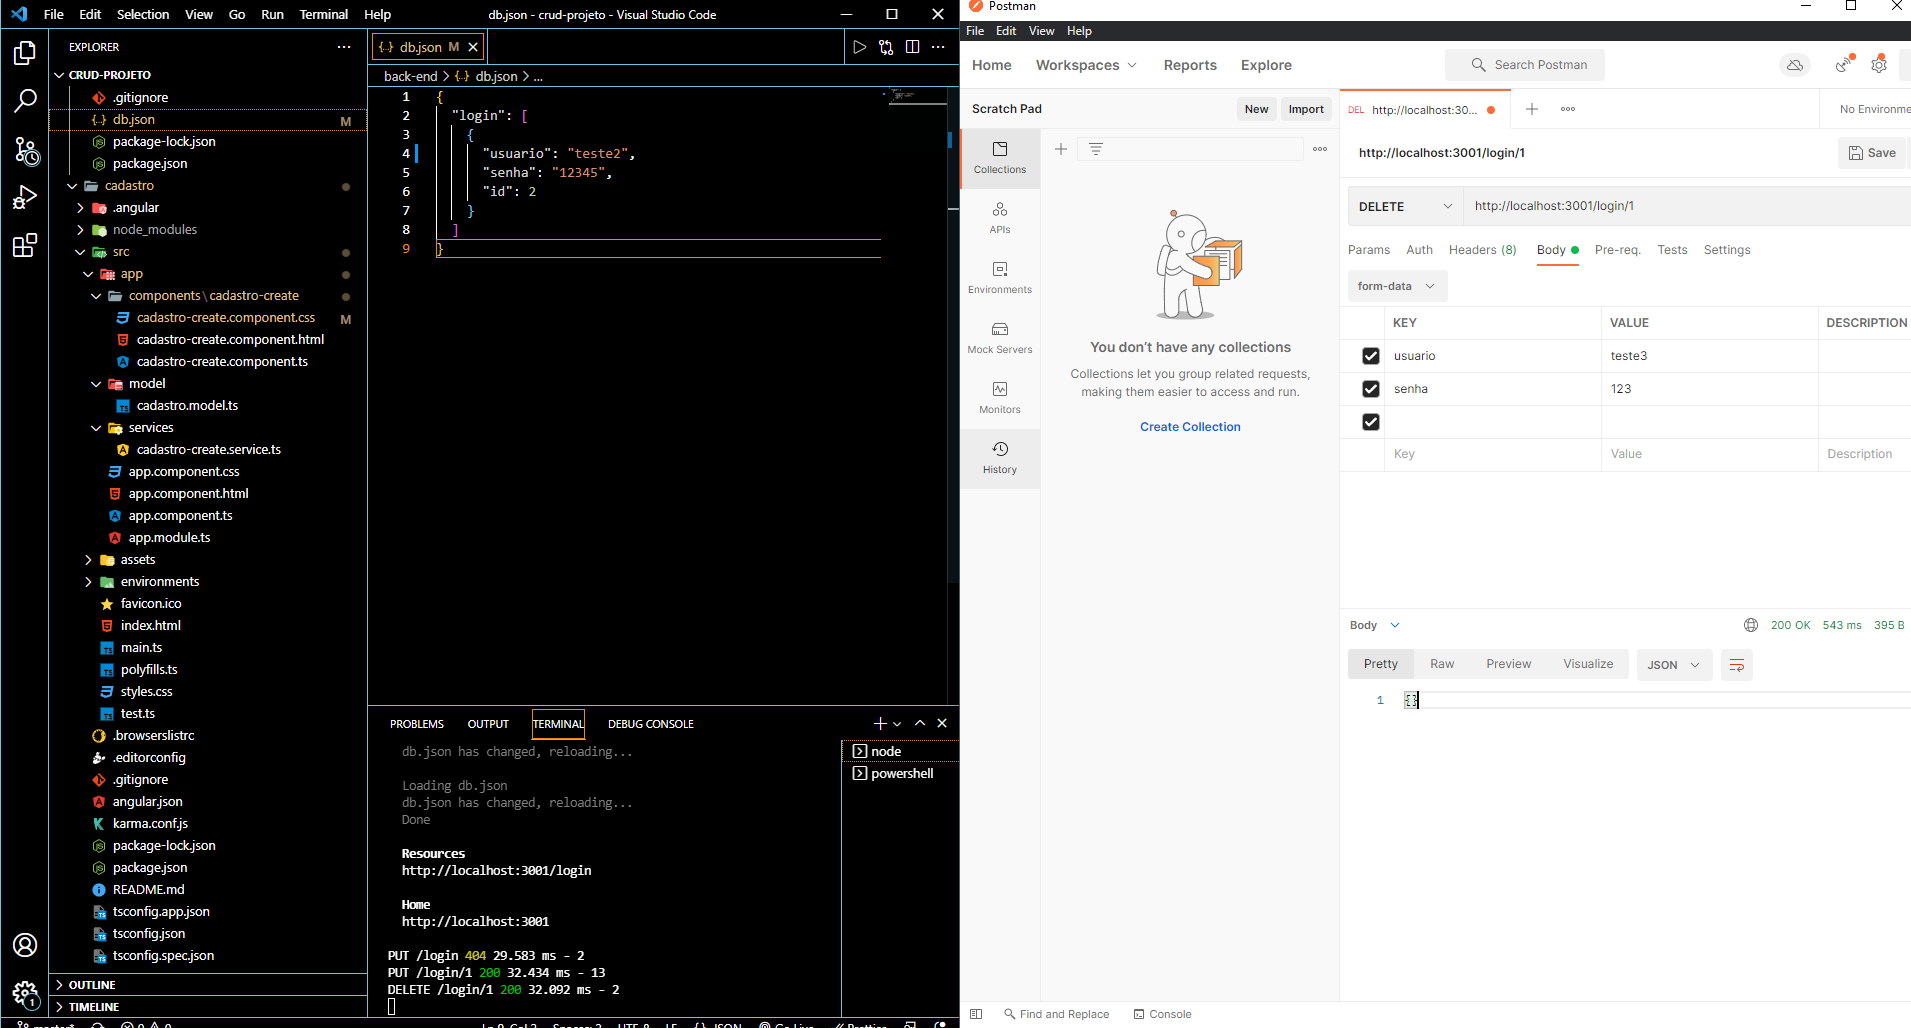 File Edit Selection View Go Run Terminal Help
db.json - crud-projeto - Visual Studio Code
EXPLORER
CRUD-PROJETO
.gitignore
db.json M
package-lock.json
package.json
cadastro
.angular
node_modules
src
app
components\cadastro-create
cadastro-create.component.css M
cadastro-create.component.html
cadastro-create.component.ts
model
cadastro.model.ts
services
cadastro-create.service.ts
app.component.css
app.component.html
app.component.ts
app.module.ts
assets
environments
favicon.ico
index.html
main.ts
polyfills.ts
styles.css
test.ts
.browserslistrc
.editorconfig
.gitignore
angular.json
karma.conf.js
package-lock.json
package.json
README.md
tsconfig.app.json
tsconfig.json
tsconfig.spec.json
OUTLINE
TIMELINE
1
db.json M
back-end > db.json > ...
1 {
2 "login": [
3 {
4 "usuario": "teste2",
5 "senha": "12345",
6 "id": 2
7 }
8 ]
9 }
PROBLEMS OUTPUT TERMINAL DEBUG CONSOLE
db.json has changed, reloading...
Loading db.json
db.json has changed, reloading...
Done
Resources
http://localhost:3001/login
Home
http://localhost:3001
PUT /login 404 29.583 ms - 2
PUT /login/1 200 32.434 ms - 13
DELETE /login/1 200 32.092 ms - 2
node
powershell
Postman
File Edit View Help
Home Workspaces Reports Explore
Search Postman
Scratch Pad New Import
Collections
APIs
Environments
Mock Servers
Monitors
History
You don't have any collections
Collections let you group related requests,
making them easier to access and run.
Create Collection
DEL http://localhost:30...
No Environme
http://localhost:3001/login/1
Save
DELETE http://localhost:3001/login/1
Params Auth Headers (8) Body Pre-req. Tests Settings
form-data
KEY VALUE DESCRIPTION
usuario teste3
senha 123
Key Value Description
Body 200 OK 543 ms 395 B
Pretty Raw Preview Visualize JSON
1 {}
Find and Replace Console